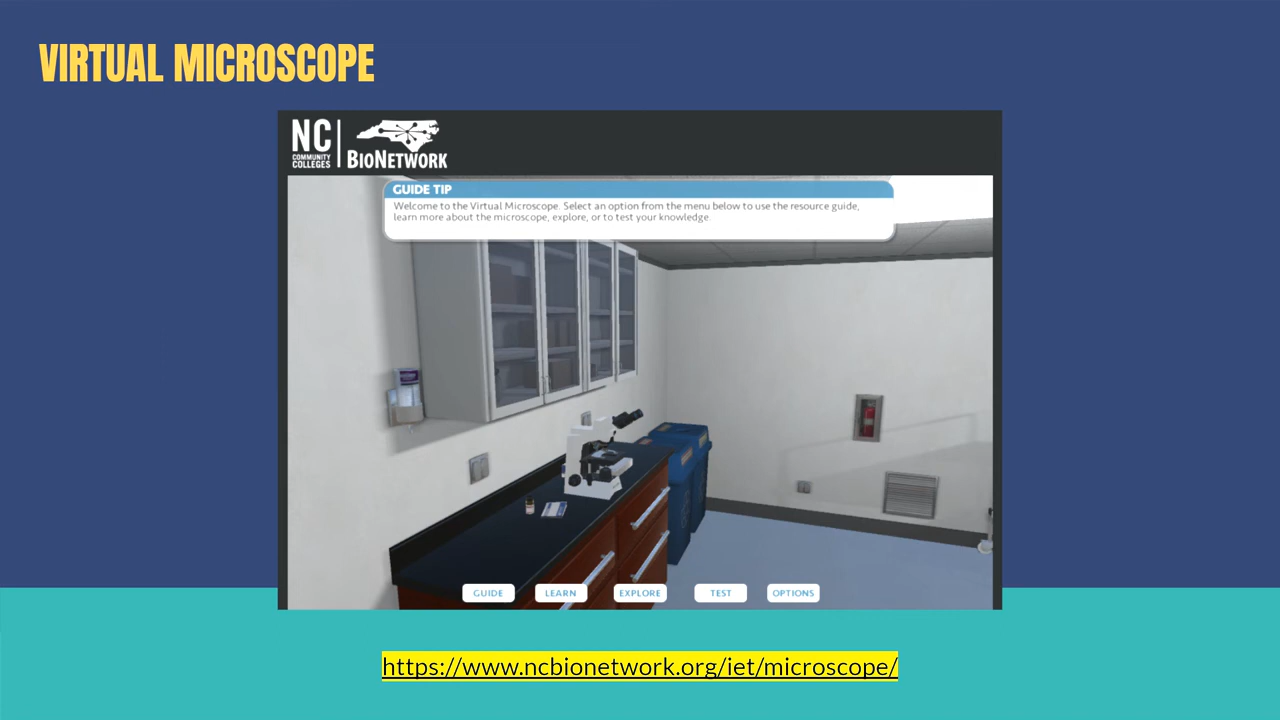 VIRTUAL MICROSCOPE
NC
COMMUNITY
COLLEGES
BIONETWORK
GUIDE TIP
Welcome to the Virtual Microscope. Select an option from the menu below to use the resource guide,
learn more about the microscope, explore, or to test your knowledge.
GUIDE LEARN EXPLORE TEST OPTIONS
https://www.ncbionetwork.org/iet/microscope/